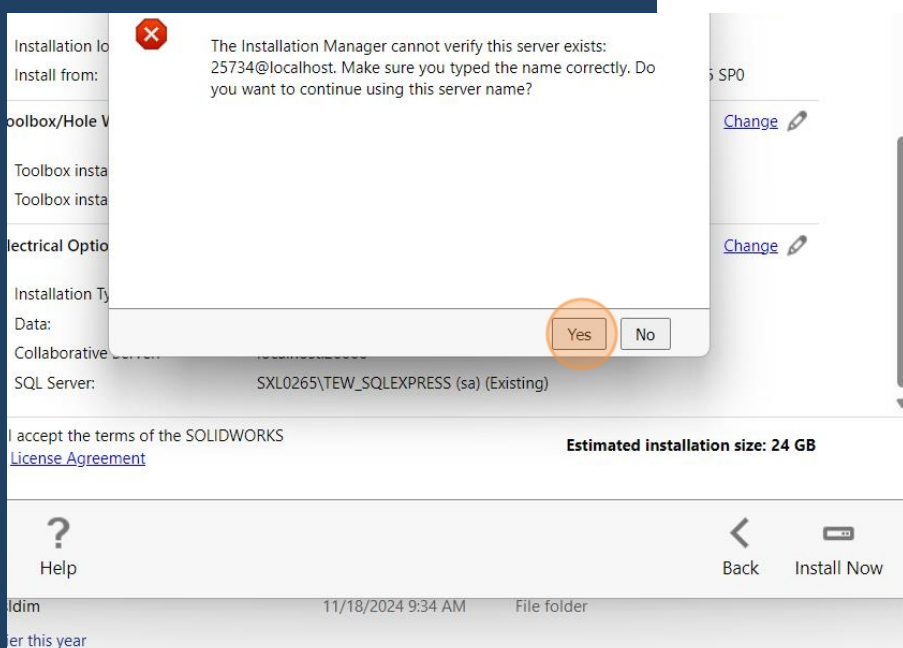 The Installation Manager cannot verify this server exists:
25734@localhost. Make sure you typed the name correctly. Do
you want to continue using this server name?
Yes No
Installation lo
Install from: 5 SP0
oolbox/Hole W Change
Toolbox insta
Toolbox insta
lectrical Optio Change
Installation Ty
Data:
Collaborative
SQL Server: SXL0265\TEW_SQLEXPRESS (sa) (Existing)
I accept the terms of the SOLIDWORKS
License Agreement
Estimated installation size: 24 GB
? Help
Back Install Now
ldim 11/18/2024 9:34 AM File folder
ier this year